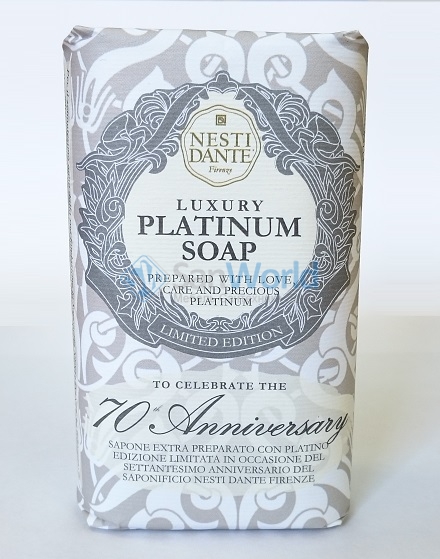 NESTI
DANTE
Firenze
LUXURY
PLATINUM
SOAP
PREPARED WITH LOVE,
CARE AND PRECIOUS
PLATINUM
LIMITED EDITION
TO CELEBRATE THE
70th Anniversary
SAPONE EXTRA PREPARATO CON PLATINO
EDIZIONE LIMITATA IN OCCASIONE DEL
SETTANTESIMO ANNIVERSARIO DEL
SAPONIFICIO NESTI DANTE FIRENZE
SanWorld